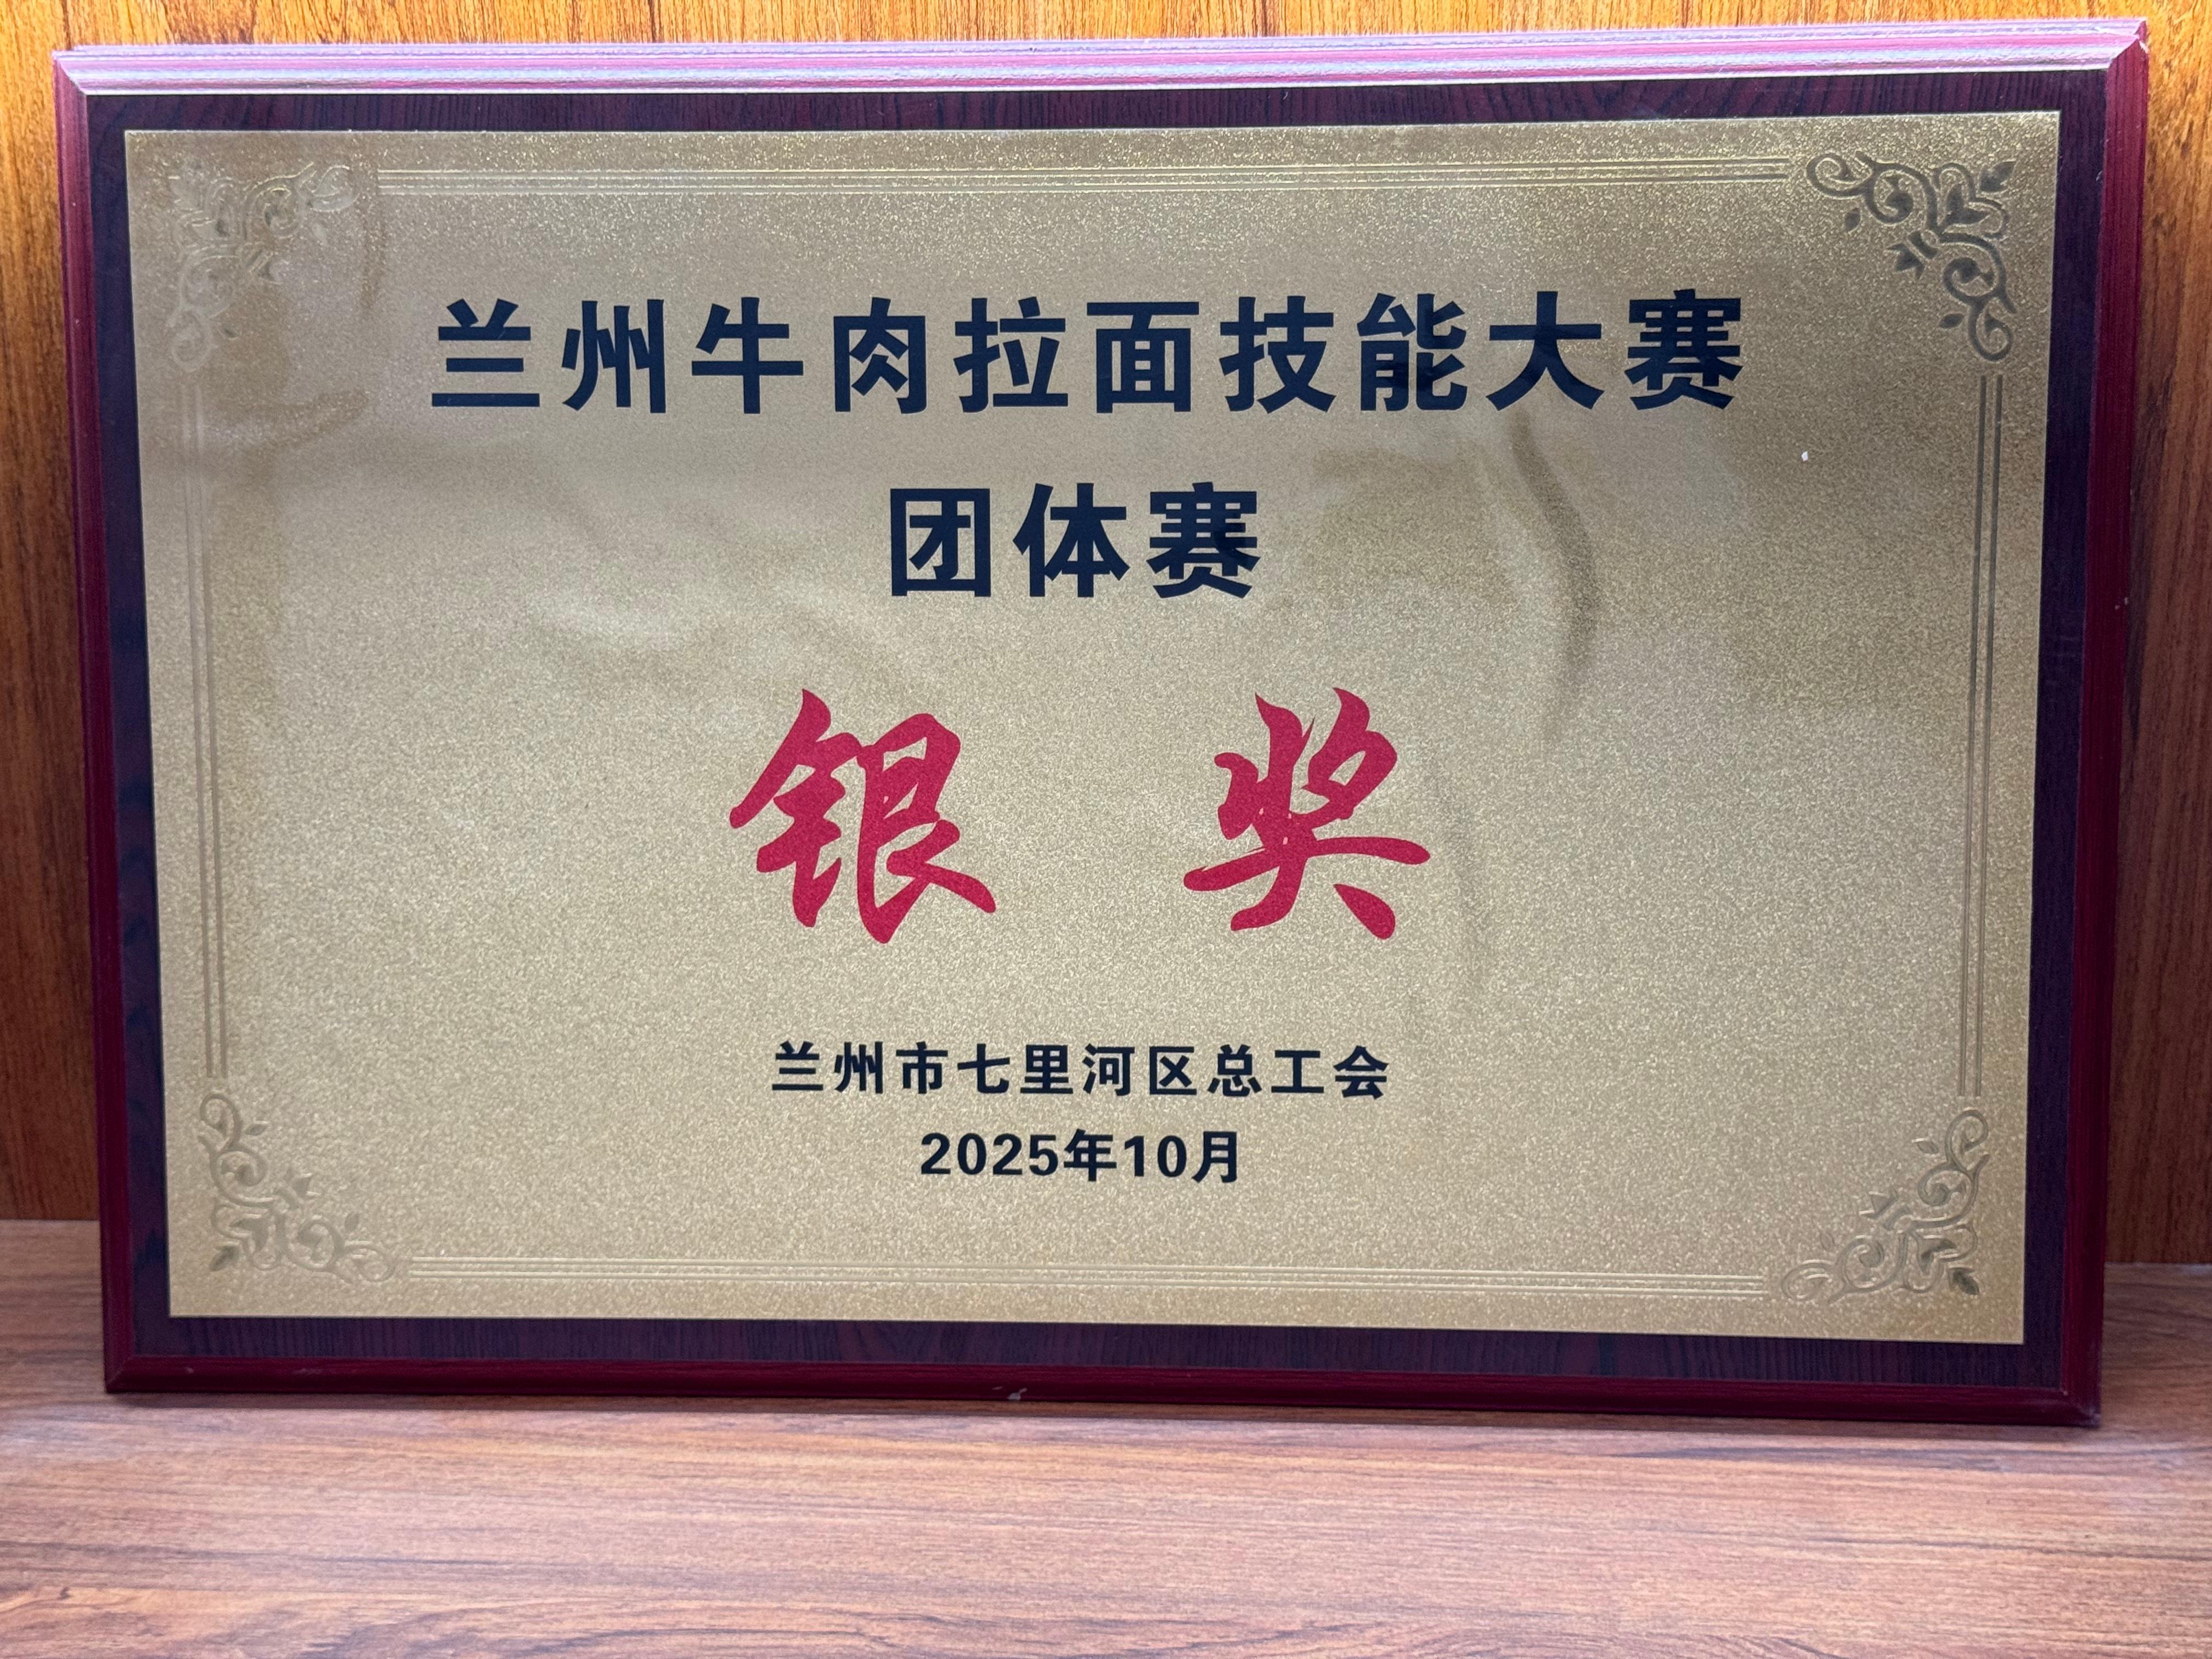 兰州牛肉拉面技能大赛
团体赛
银奖
兰州市七里河区总工会
2025年10月